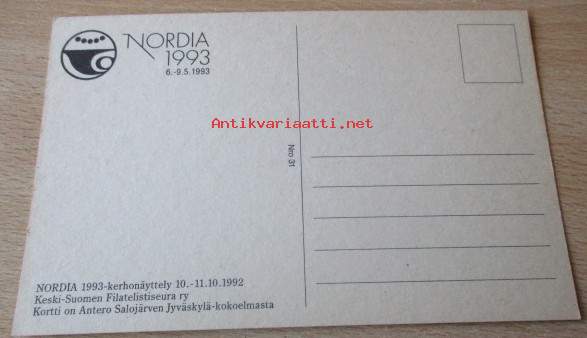 NORDIA
1993
6.-9.5.1993
Antikvariaatti.net
Nro 31
NORDIA 1993-kerhonäyttely 10.-11.10.1992
Keski-Suomen Filatelistiseura ry
Kortti on Antero Salojärven Jyväskylä-kokoelmasta